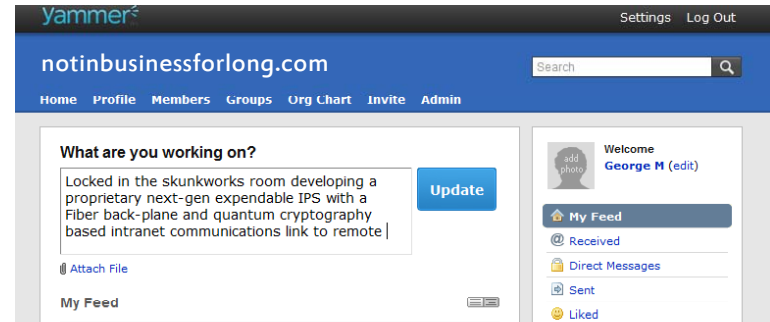 yammer
Settings Log Out
notinbusinessforlong.com
Search
Home Profile Members Groups Org Chart Invite Admin
What are you working on?
Locked in the skunkworks room developing a
proprietary next-gen expendable IPS with a
Fiber back-plane and quantum cryptography
based intranet communications link to remote
Update
Attach File
My Feed
add
photo
Welcome
George M (edit)
My Feed
@ Received
Direct Messages
Sent
Liked